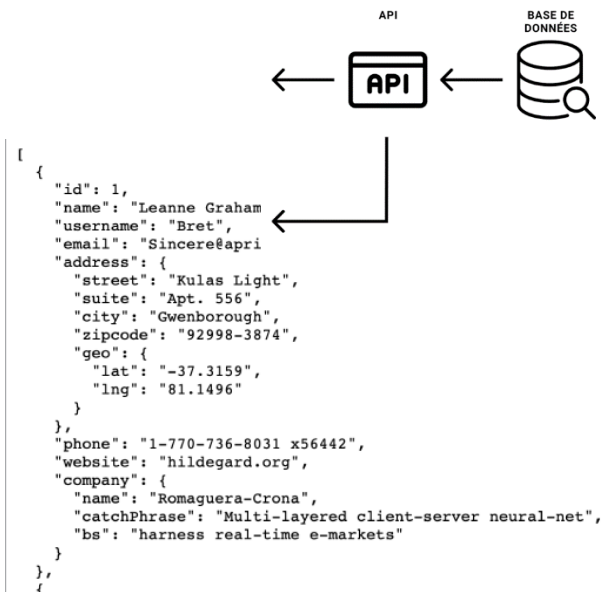 API
BASE DE
DONNÉES
API
[
{
"id": 1,
"name": "Leanne Graham
"username": "Bret",
"email": "Sincere@apri
"address": {
"street": "Kulas Light",
"suite": "Apt. 556",
"city": "Gwenborough",
"zipcode": "92998-3874",
"geo": {
"lat": "-37.3159",
"lng": "81.1496"
}
},
"phone": "1-770-736-8031 x56442",
"website": "hildegard.org",
"company": {
"name": "Romaguera-Crona",
"catchPhrase": "Multi-layered client-server neural-net",
"bs": "harness real-time e-markets"
}
},
{